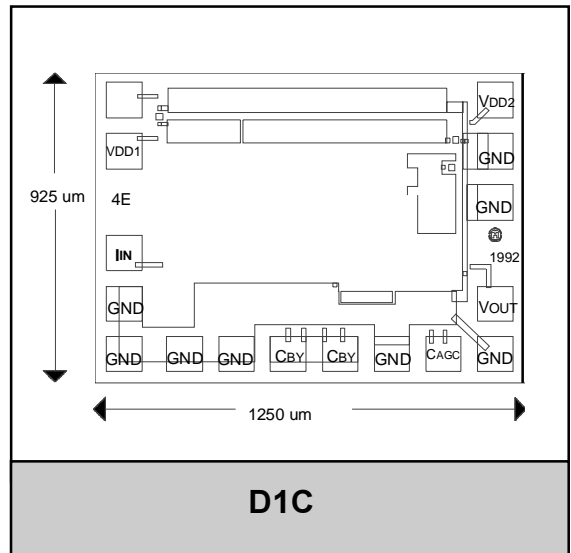 VDD2
VDD1
GND
925 um
4E
GND
IIN
1992
GND
VOUT
GND
GND
GND
CBY
CBY
GND
CAGC
GND
1250 um
D1C